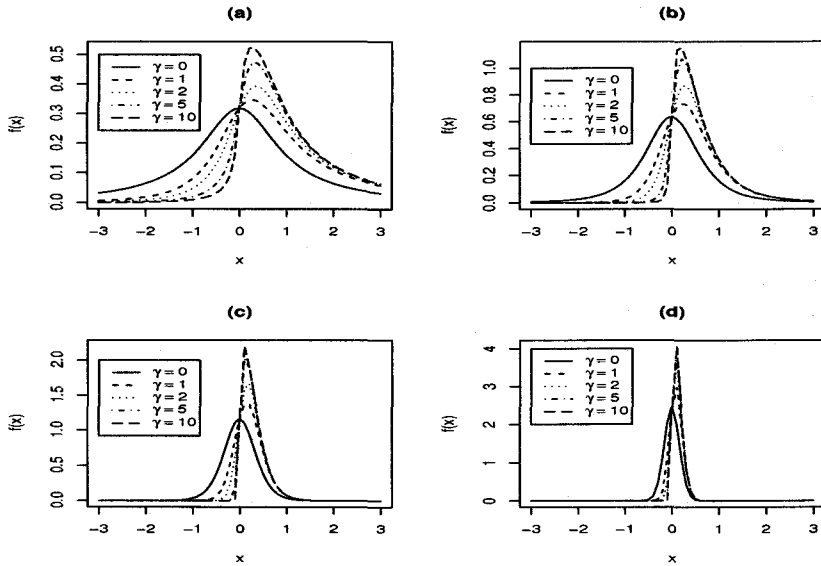 (a)
f(x)
0.0 0.1 0.2 0.3 0.4 0.5
γ = 0
γ = 1
γ = 2
γ = 5
γ = 10
−3 −2 −1 0 1 2 3
x
(b)
f(x)
0.0 0.2 0.4 0.6 0.8 1.0
γ = 0
γ = 1
γ = 2
γ = 5
γ = 10
−3 −2 −1 0 1 2 3
x
(c)
f(x)
0.0 0.5 1.0 1.5 2.0
γ = 0
γ = 1
γ = 2
γ = 5
γ = 10
−3 −2 −1 0 1 2 3
x
(d)
f(x)
0 1 2 3 4
γ = 0
γ = 1
γ = 2
γ = 5
γ = 10
−3 −2 −1 0 1 2 3
x